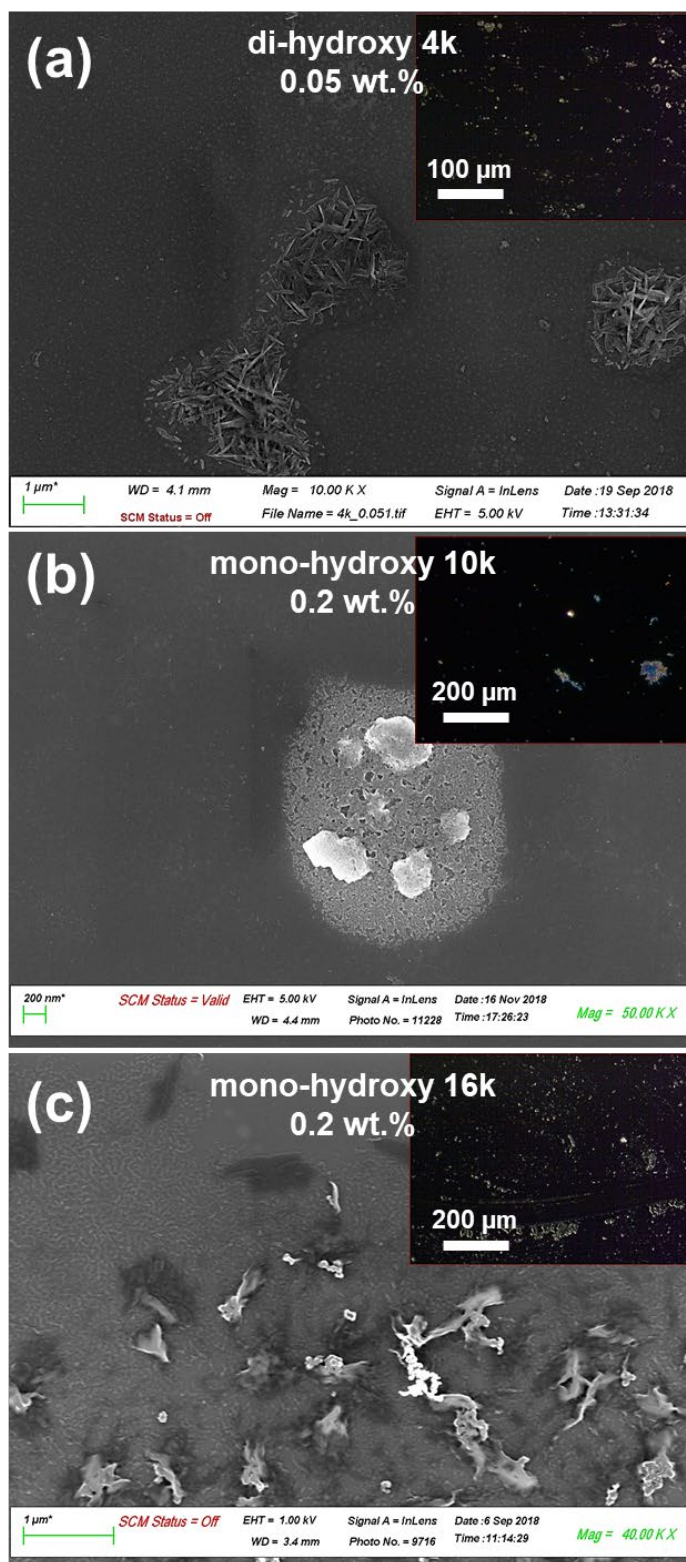 (a)
di-hydroxy 4k
0.05 wt.%
100 µm
1 µm*
WD = 4.1 mm
Mag = 10.00 K X
Signal A = InLens
Date :19 Sep 2018
SCM Status = Off
File Name = 4k_0.051.tif
EHT = 5.00 kV
Time :13:31:34
(b)
mono-hydroxy 10k
0.2 wt.%
200 µm
200 nm*
SCM Status = Valid
EHT = 5.00 kV
Signal A = InLens
Date :16 Nov 2018
WD = 4.4 mm
Photo No. = 11228
Time :17:26:23
Mag = 50.00 K X
(c)
mono-hydroxy 16k
0.2 wt.%
200 µm
1 µm*
SCM Status = Off
EHT = 1.00 kV
Signal A = InLens
Date :6 Sep 2018
WD = 3.4 mm
Photo No. = 9716
Time :11:14:29
Mag = 40.00 K X